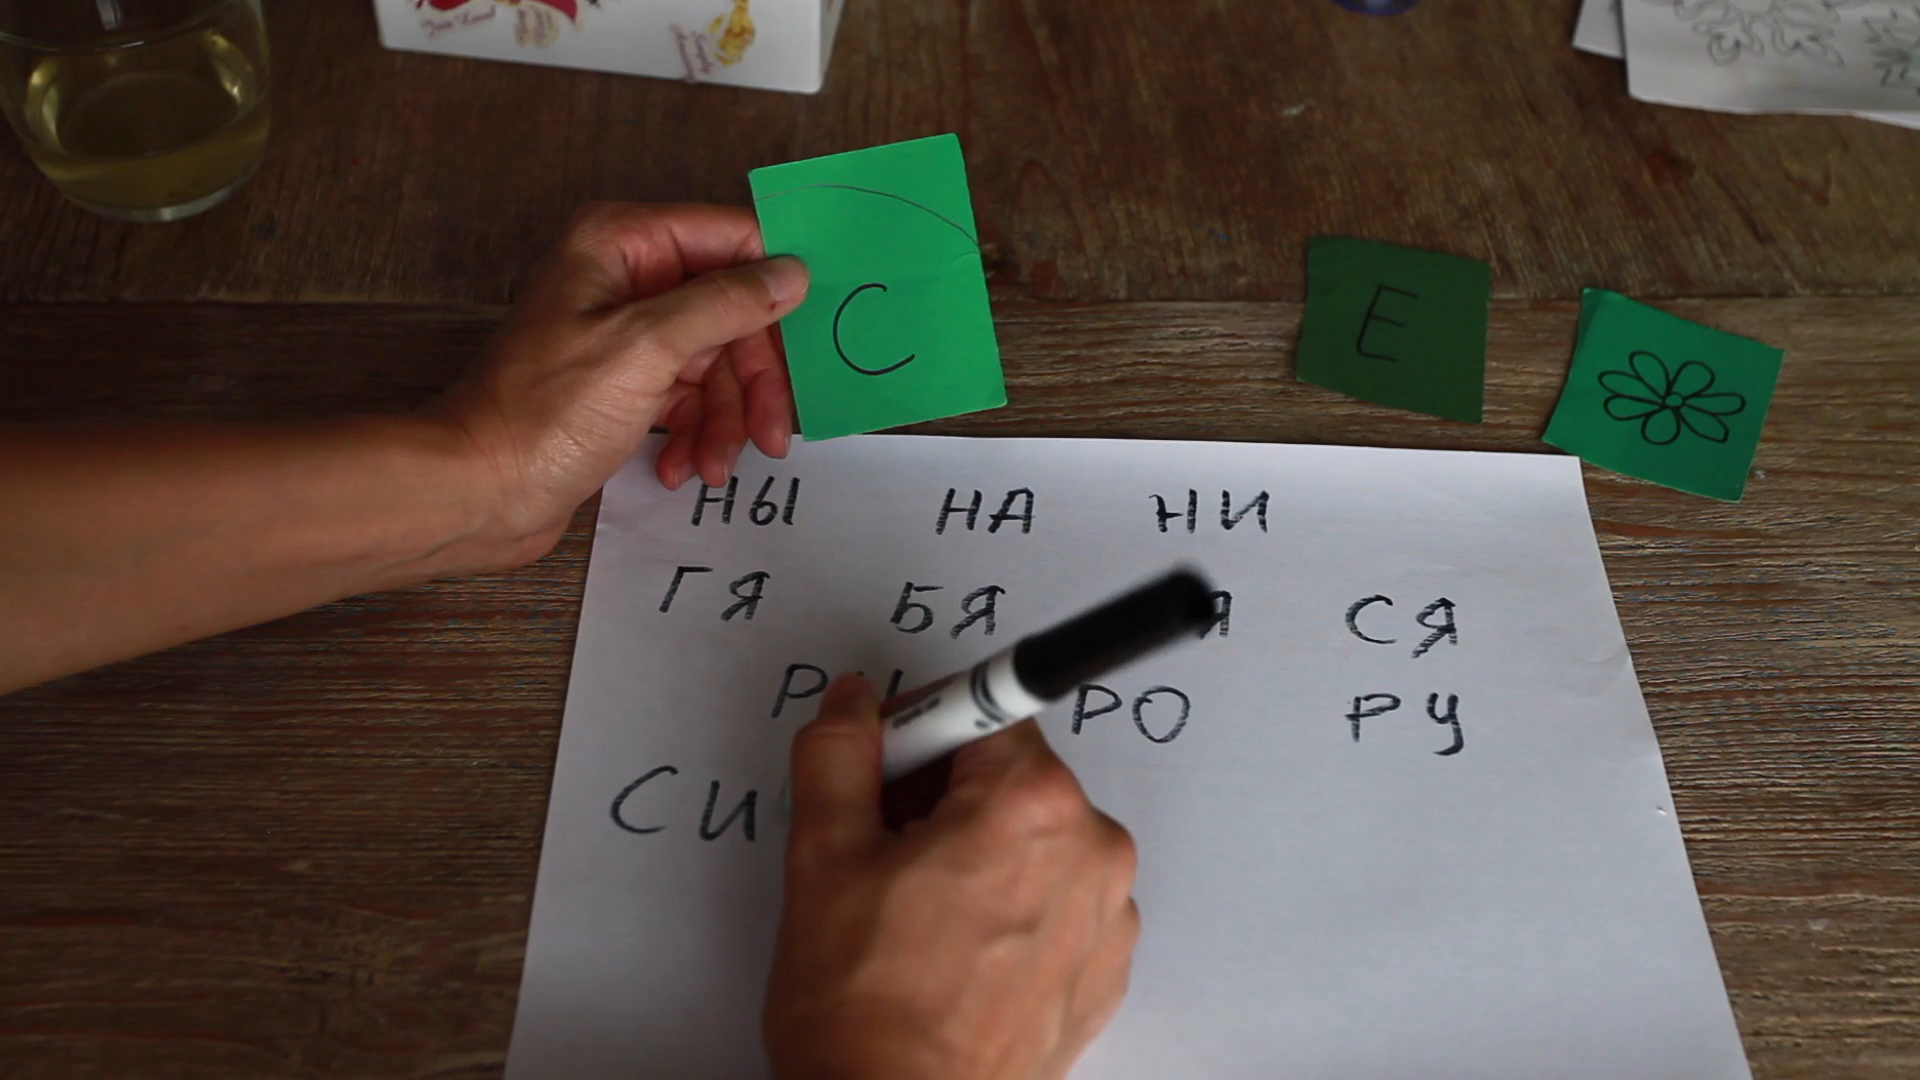 С
Е
НЫ НА НИ
ГЯ БЯ СЯ
РО РУ
СИ